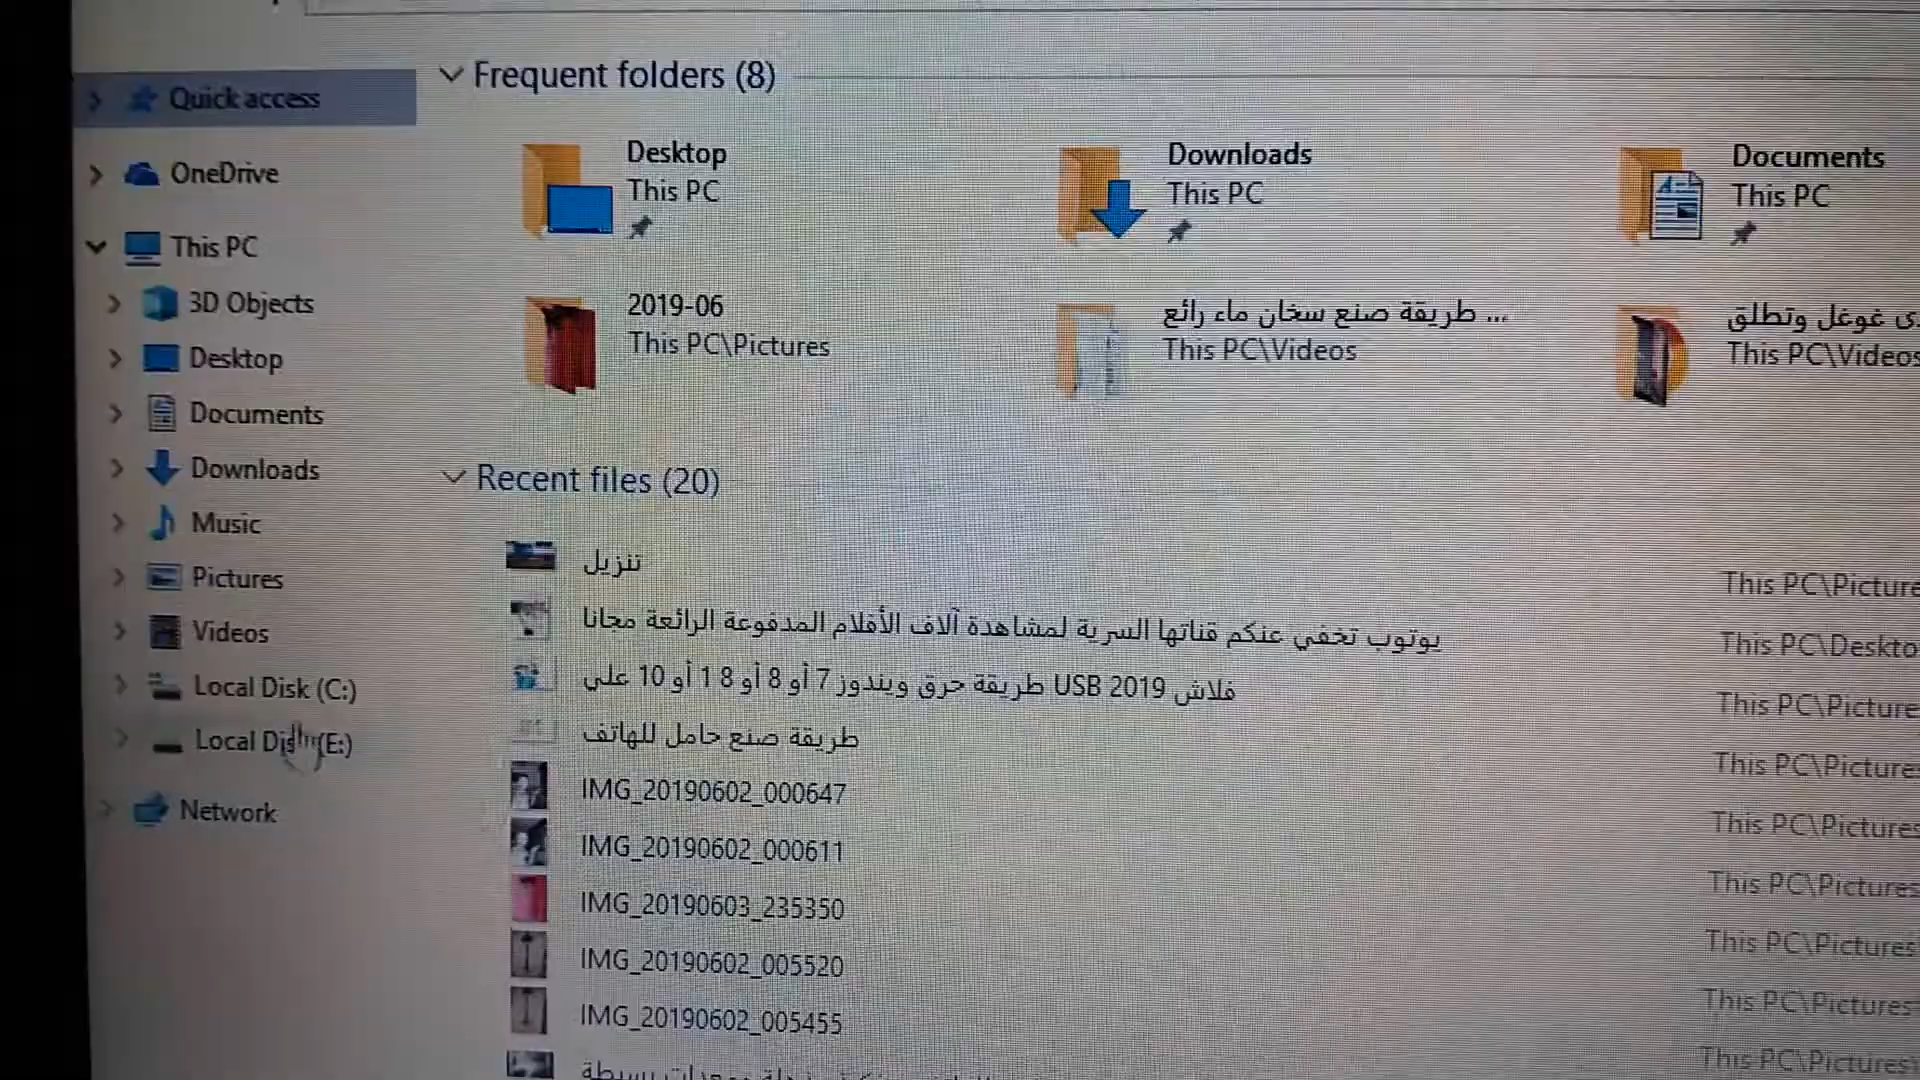 Quick access
OneDrive
This PC
3D Objects
Desktop
Documents
Downloads
Music
Pictures
Videos
Local Disk (C:)
Local Disk (E:)
Network
Frequent folders (8)
Desktop
This PC
Downloads
This PC
Documents
This PC
2019-06
This PC\Pictures
طريقة صنع سخان ماء رائع ...
This PC\Videos
غوغل وتطلق
This PC\Videos
Recent files (20)
تنزيل
This PC\Picture
يوتوب تخفي عنكم قناتها السرية لمشاهدة آلاف الأفلام المدفوعة الرائعة مجانا
This PC\Deskto
فلاش USB 2019 طريقة حرق ويندوز 7 أو 8 أو 8 1 أو 10 على
This PC\Picture
طريقة صنع حامل للهاتف
This PC\Pictures
IMG_20190602_000647
This PC\Pictures
IMG_20190602_000611
This PC\Pictures
IMG_20190603_235350
This PC\Pictures
IMG_20190602_005520
This PC\Pictures
IMG_20190602_005455
This PC\Pictures